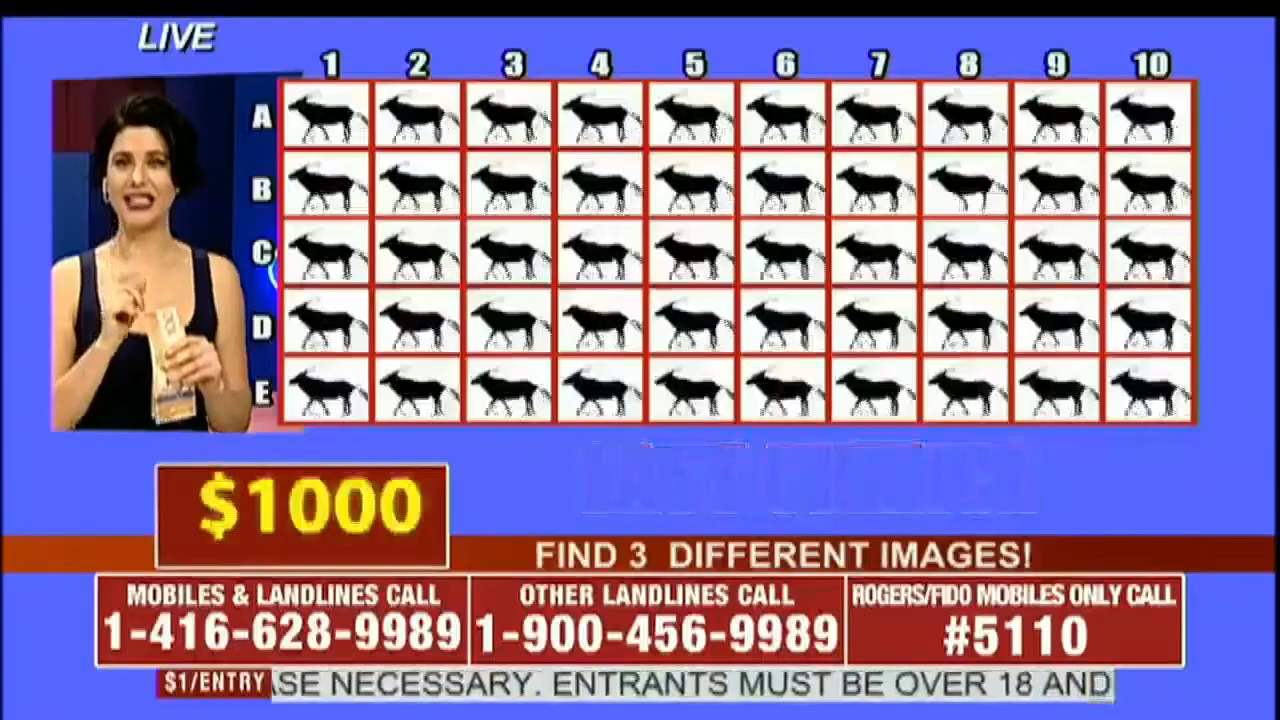 LIVE
1 2 3 4 5 6 7 8 9 10
A
B
C
D
E
$1000
FIND 3 DIFFERENT IMAGES!
MOBILES & LANDLINES CALL
1-416-628-9989
OTHER LANDLINES CALL
1-900-456-9989
ROGERS/FIDO MOBILES ONLY CALL
#5110
$1/ENTRY
NECESSARY. ENTRANTS MUST BE OVER 18 AND